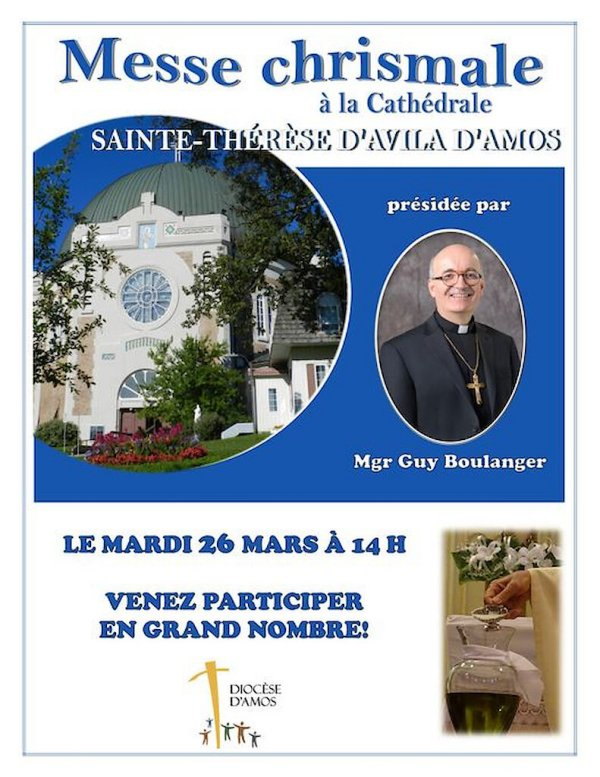 Messe chrismale
à la Cathédrale
SAINTE-THÉRÈSE D'AVILA D'AMOS
présidée par
Mgr Guy Boulanger
LE MARDI 26 MARS À 14 H
VENEZ PARTICIPER
EN GRAND NOMBRE!
DIOCÈSE
D'AMOS